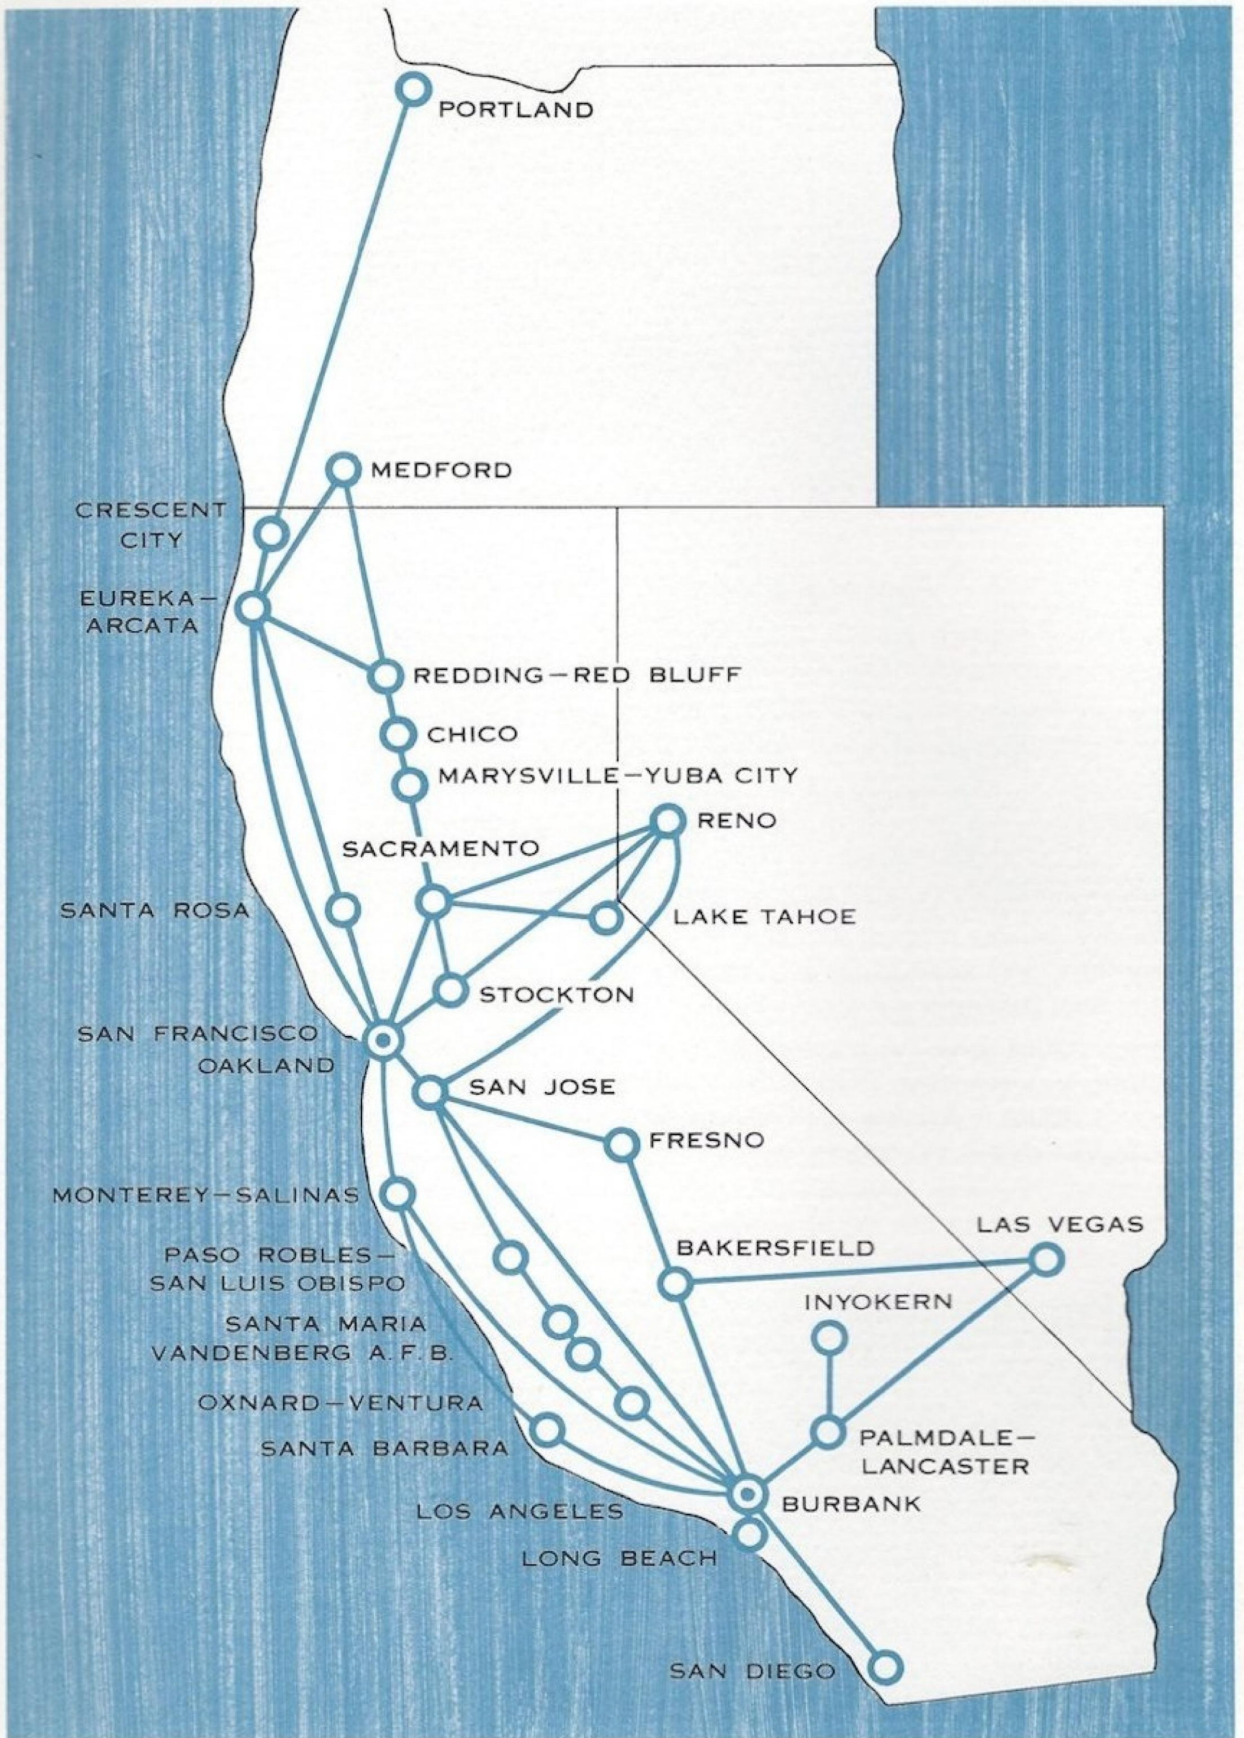 PORTLAND
MEDFORD
CRESCENT
CITY
EUREKA—
ARCATA
REDDING—RED BLUFF
CHICO
MARYSVILLE—YUBA CITY
RENO
SACRAMENTO
SANTA ROSA
LAKE TAHOE
STOCKTON
SAN FRANCISCO
OAKLAND
SAN JOSE
FRESNO
MONTEREY—SALINAS
LAS VEGAS
BAKERSFIELD
PASO ROBLES—
SAN LUIS OBISPO
INYOKERN
SANTA MARIA
VANDENBERG A.F.B.
OXNARD—VENTURA
SANTA BARBARA
PALMDALE—
LANCASTER
LOS ANGELES
BURBANK
LONG BEACH
SAN DIEGO